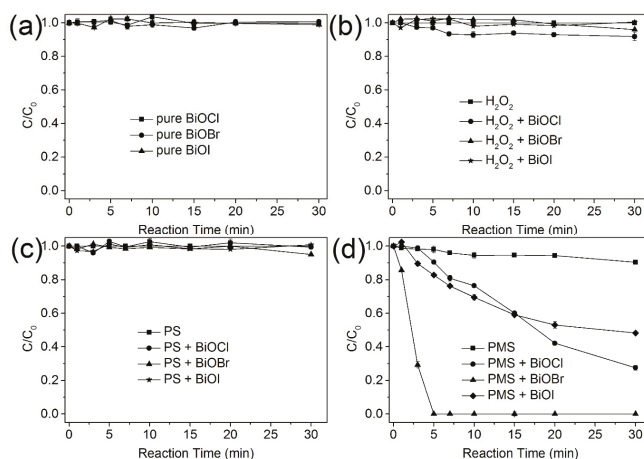 (a)
C/C0
1.0
0.8
0.6
0.4
0.2
0.0
pure BiOCl
pure BiOBr
pure BiOI
0 5 10 15 20 25 30
Reaction Time (min)
(b)
C/C0
1.0
0.8
0.6
0.4
0.2
0.0
H2O2
H2O2 + BiOCl
H2O2 + BiOBr
H2O2 + BiOI
0 5 10 15 20 25 30
Reaction Time (min)
(c)
C/C0
1.0
0.8
0.6
0.4
0.2
0.0
PS
PS + BiOCl
PS + BiOBr
PS + BiOI
0 5 10 15 20 25 30
Reaction Time (min)
(d)
C/C0
1.0
0.8
0.6
0.4
0.2
0.0
PMS
PMS + BiOCl
PMS + BiOBr
PMS + BiOI
0 5 10 15 20 25 30
Reaction Time (min)